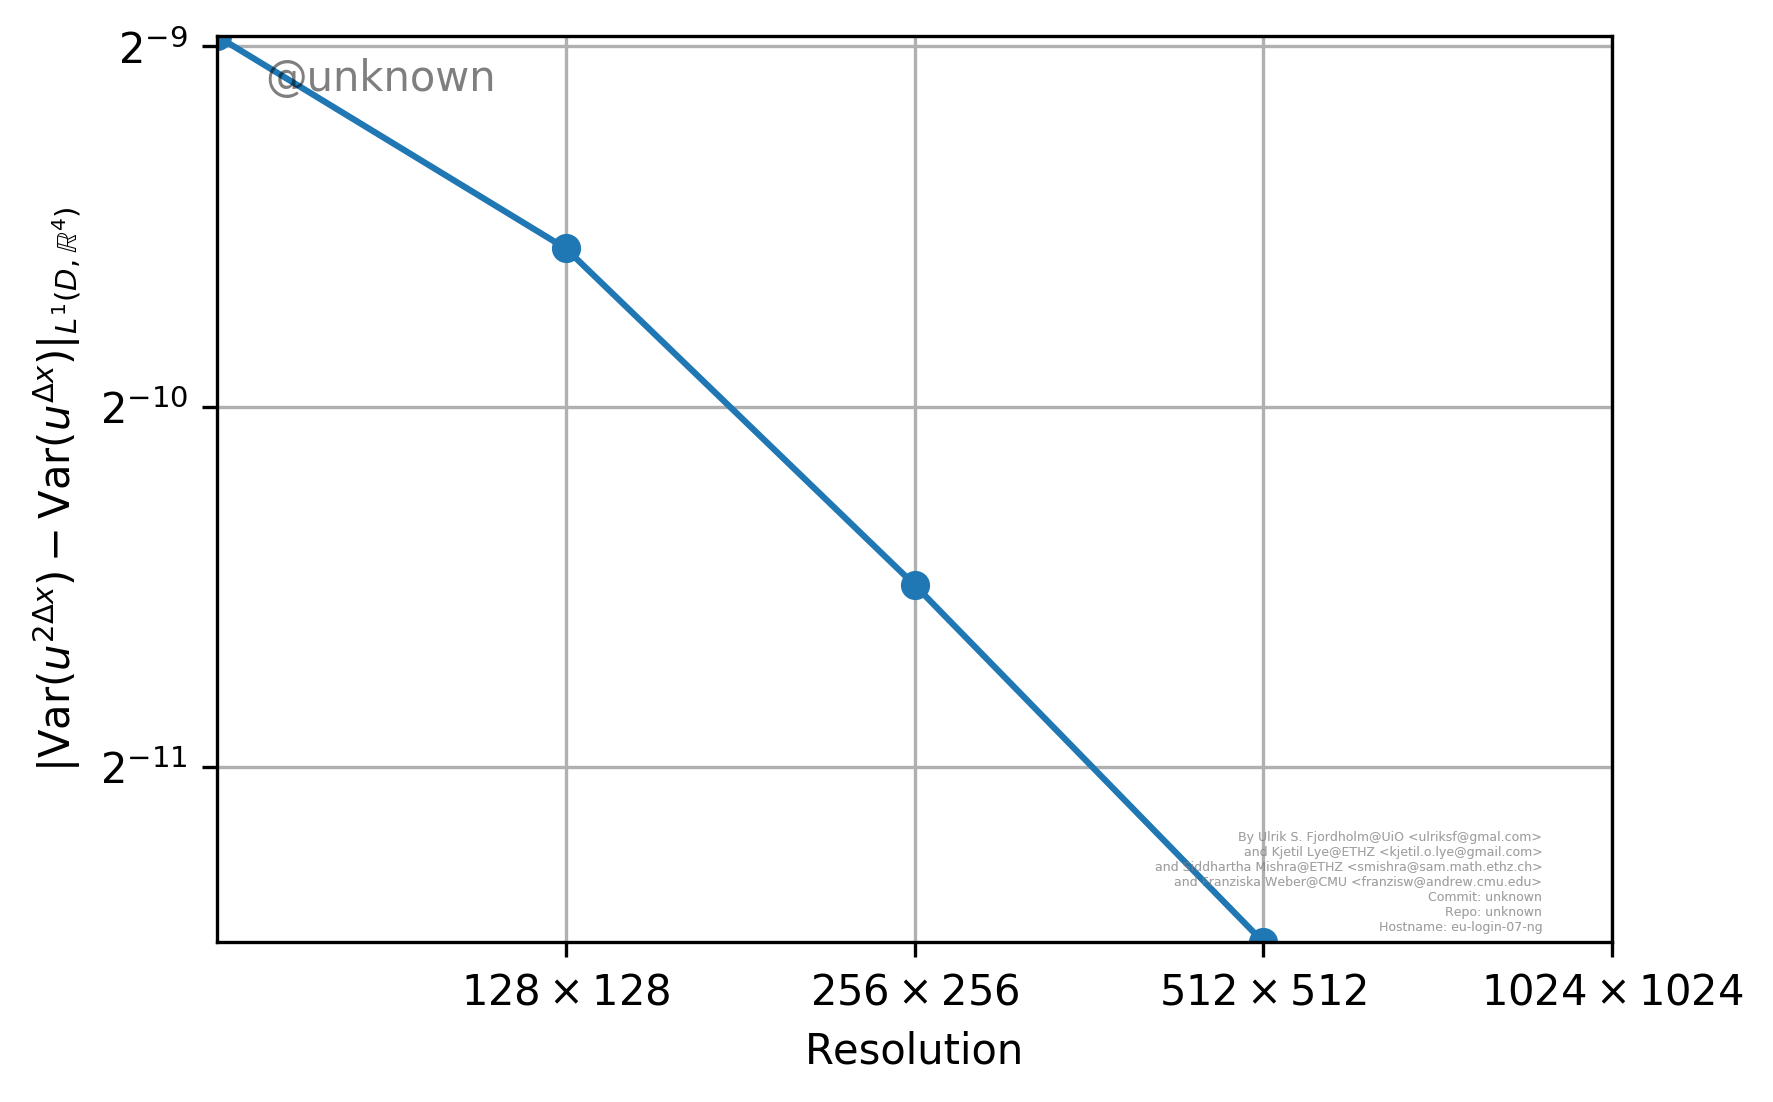 2⁻⁹
@unknown
|Var(u^{2Δx}) − Var(u^{Δx})|_{L¹(D, ℝ⁴)}
2⁻¹⁰
2⁻¹¹
By Ulrik S. Fjordholm@UiO <ulriksf@gmal.com>
and Kjetil Lye@ETHZ <kjetil.o.lye@gmail.com>
and Siddhartha Mishra@ETHZ <smishra@sam.math.ethz.ch>
and Franziska Weber@CMU <franzisw@andrew.cmu.edu>
Commit: unknown
Repo: unknown
Hostname: eu-login-07-ng
128 × 128 256 × 256 512 × 512 1024 × 1024
Resolution